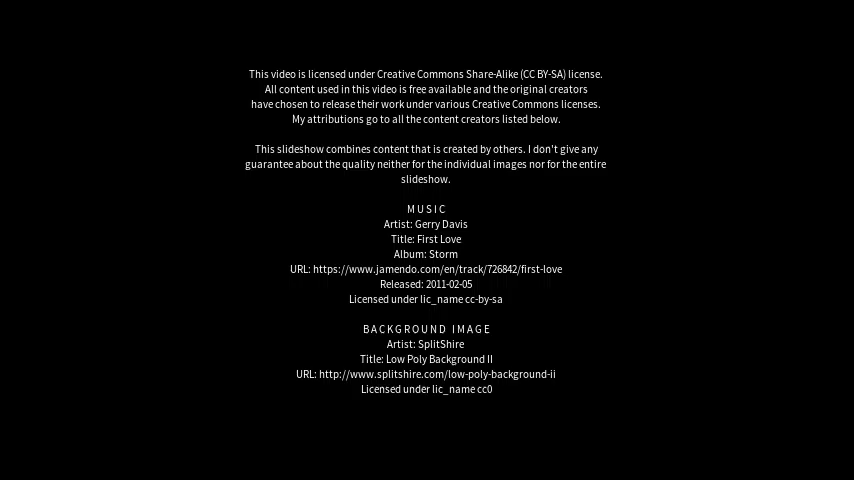 This video is licensed under Creative Commons Share-Alike (CC BY-SA) license.
All content used in this video is free available and the original creators
have chosen to release their work under various Creative Commons licenses.
My attributions go to all the content creators listed below.
This slideshow combines content that is created by others. I don't give any
guarantee about the quality neither for the individual images nor for the entire
slideshow.
MUSIC
Artist: Gerry Davis
Title: First Love
Album: Storm
URL: https://www.jamendo.com/en/track/726842/first-love
Released: 2011-02-05
Licensed under lic_name cc-by-sa
BACKGROUND IMAGE
Artist: SplitShire
Title: Low Poly Background II
URL: http://www.splitshire.com/low-poly-background-ii
Licensed under lic_name cc0